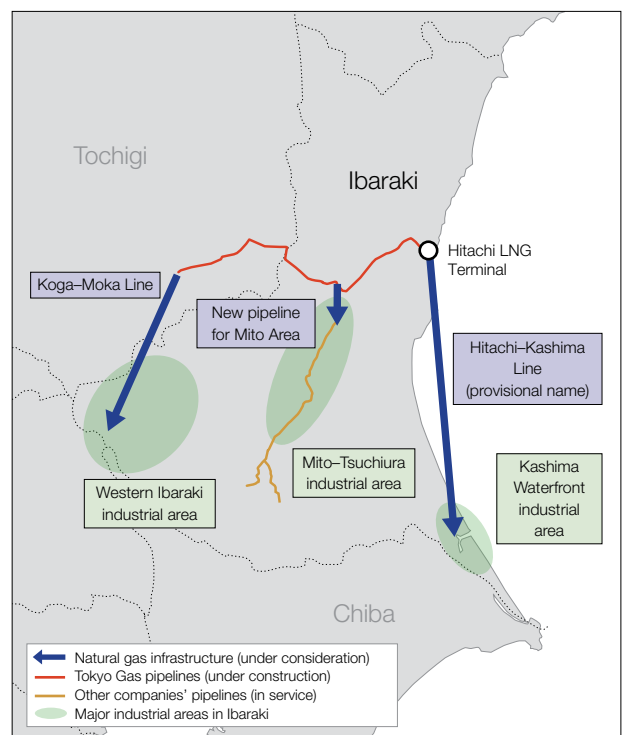 Tochigi
Ibaraki
Hitachi LNG
Terminal
Koga–Moka Line
New pipeline
for Mito Area
Hitachi–Kashima
Line
(provisional name)
Mito–Tsuchiura
industrial area
Kashima
Waterfront
industrial
area
Western Ibaraki
industrial area
Chiba
Natural gas infrastructure (under consideration)
Tokyo Gas pipelines (under construction)
Other companies’ pipelines (in service)
Major industrial areas in Ibaraki